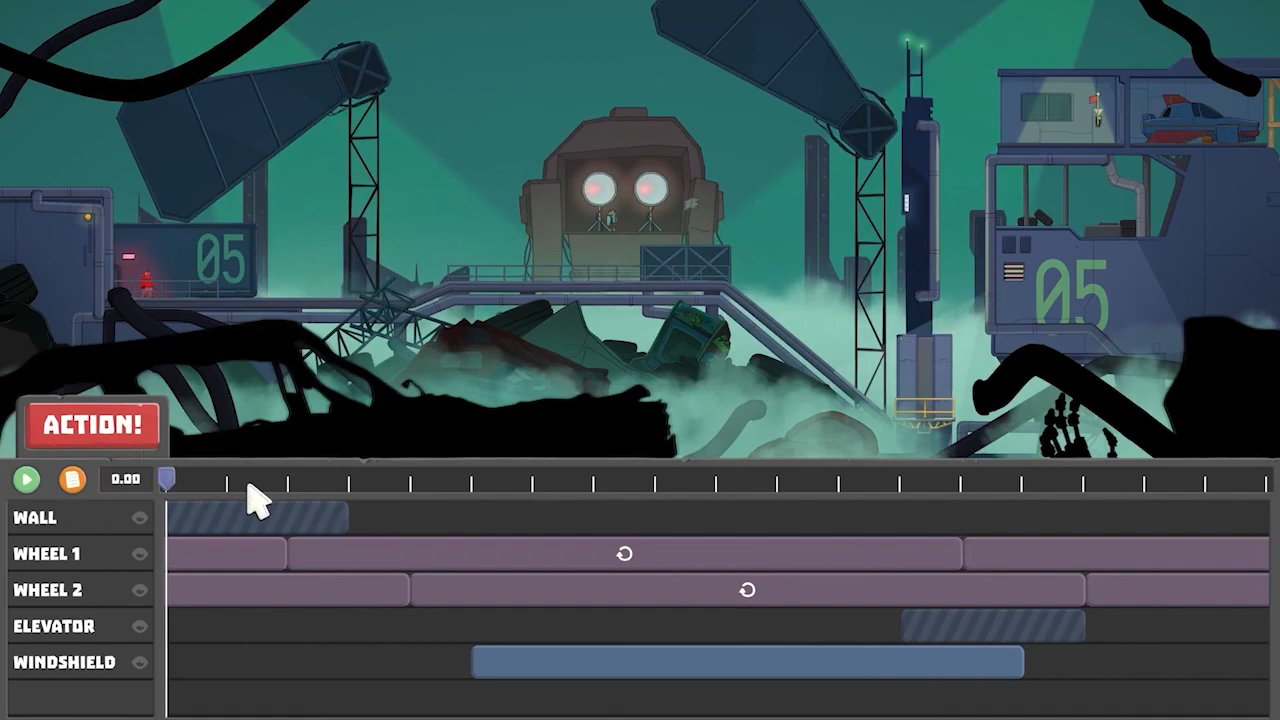 05
05
ACTION!
0.00
WALL
WHEEL 1
WHEEL 2
ELEVATOR
WINDSHIELD